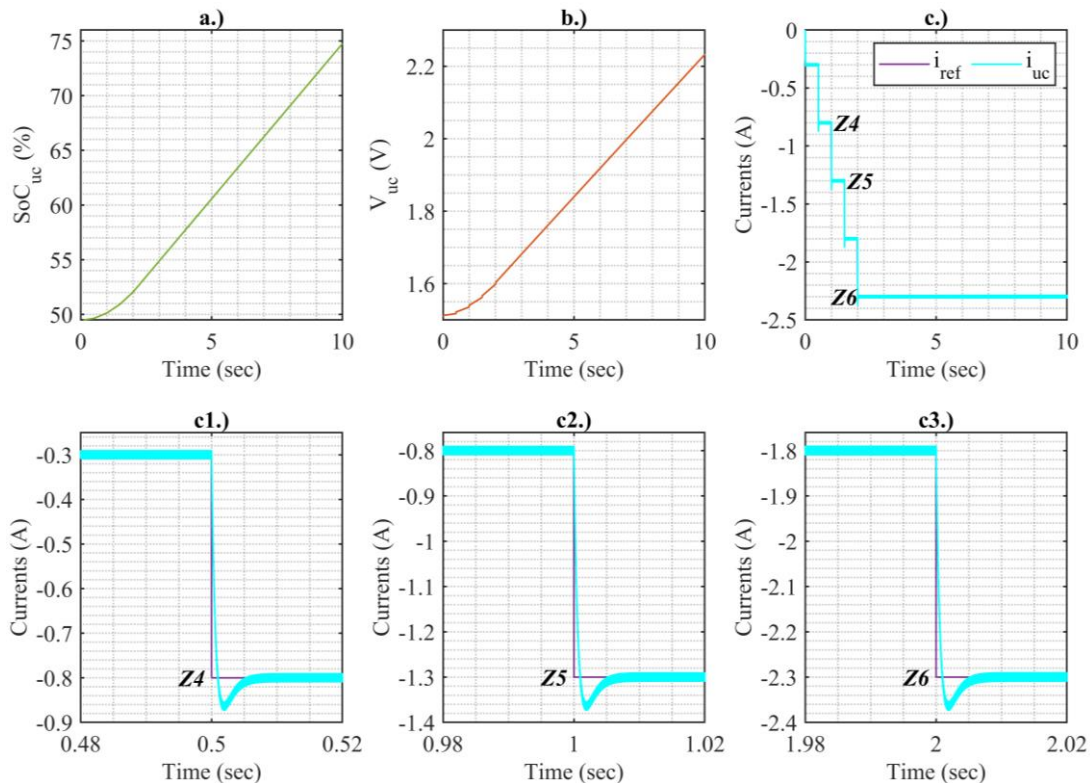 a.)
75
70
65
60
55
50
SoC_uc (%)
0 5 10
Time (sec)
b.)
2.2
2
1.8
1.6
V_uc (V)
0 5 10
Time (sec)
c.)
0
-0.5
-1
-1.5
-2
-2.5
Currents (A)
i_ref i_uc
Z4
Z5
Z6
0 5 10
Time (sec)
c1.)
-0.3
-0.4
-0.5
-0.6
-0.7
-0.8
-0.9
Currents (A)
Z4
0.48 0.5 0.52
Time (sec)
c2.)
-0.8
-0.9
-1
-1.1
-1.2
-1.3
-1.4
Currents (A)
Z5
0.98 1 1.02
Time (sec)
c3.)
-1.8
-1.9
-2
-2.1
-2.2
-2.3
-2.4
Currents (A)
Z6
1.98 2 2.02
Time (sec)